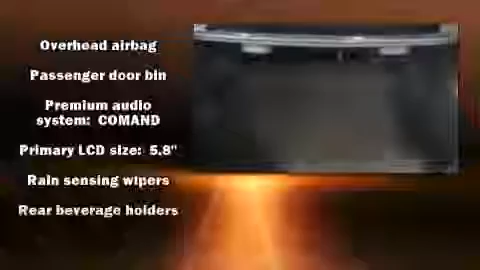 Overhead airbag
Passenger door bin
Premium audio
system: COMAND
Primary LCD size: 5.8"
Rain sensing wipers
Rear beverage holders